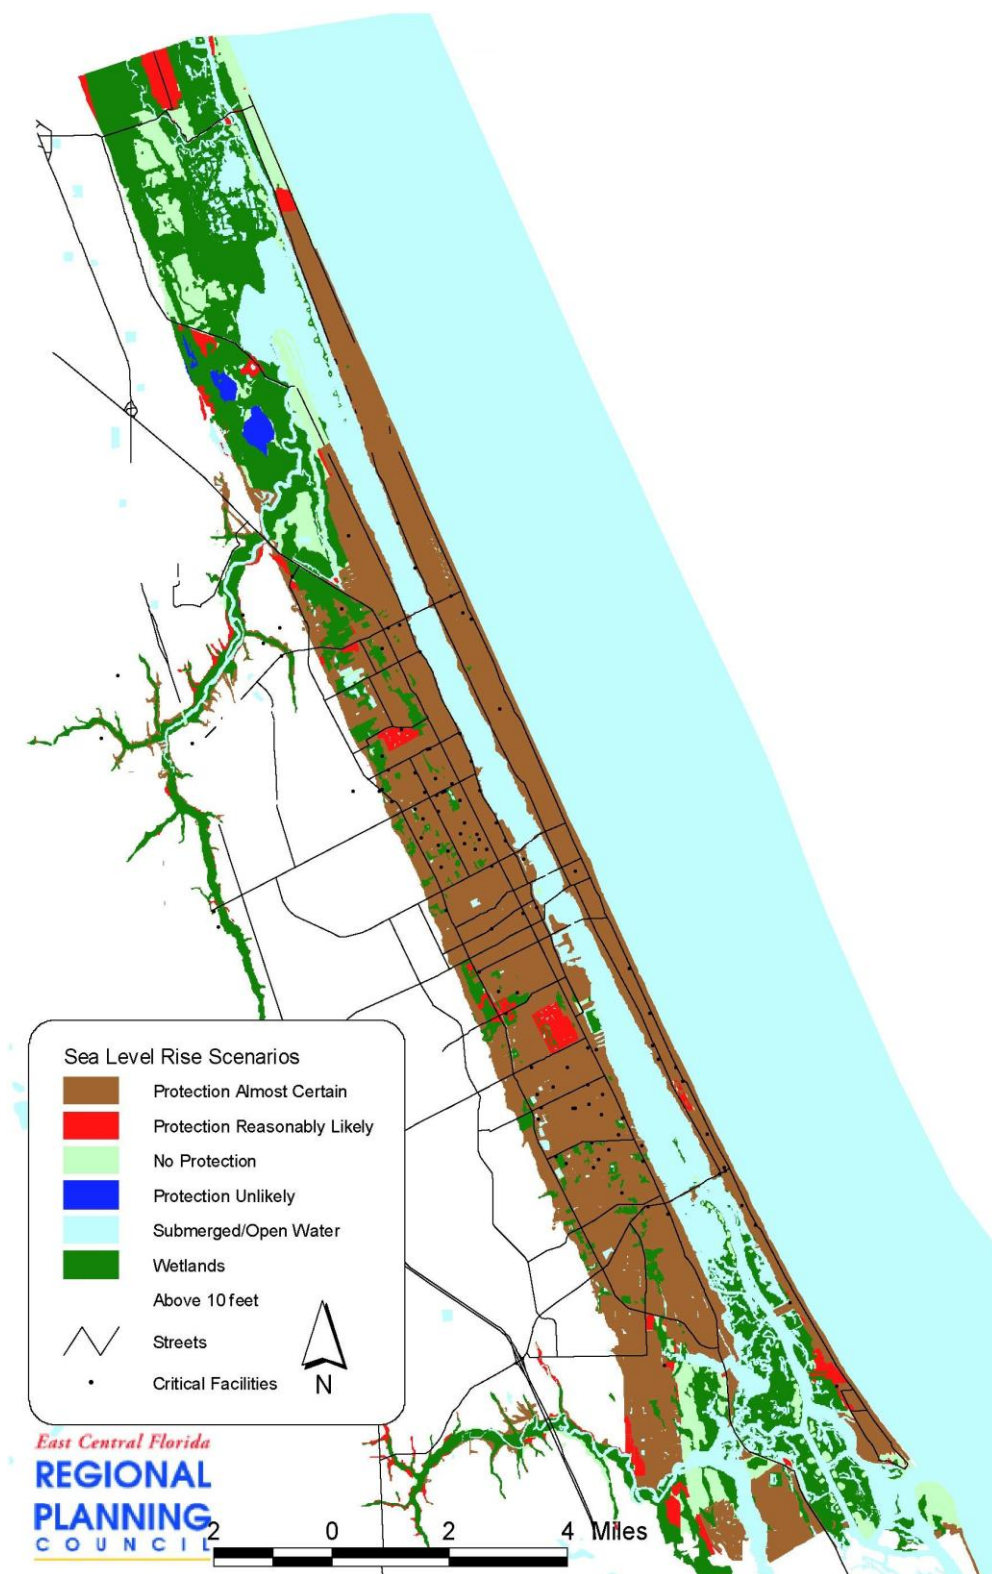 Sea Level Rise Scenarios
Protection Almost Certain
Protection Reasonably Likely
No Protection
Protection Unlikely
Submerged/Open Water
Wetlands
Above 10 feet
Streets
Critical Facilities
N
East Central Florida
REGIONAL
PLANNING
COUNCIL
2 0 2 4 Miles